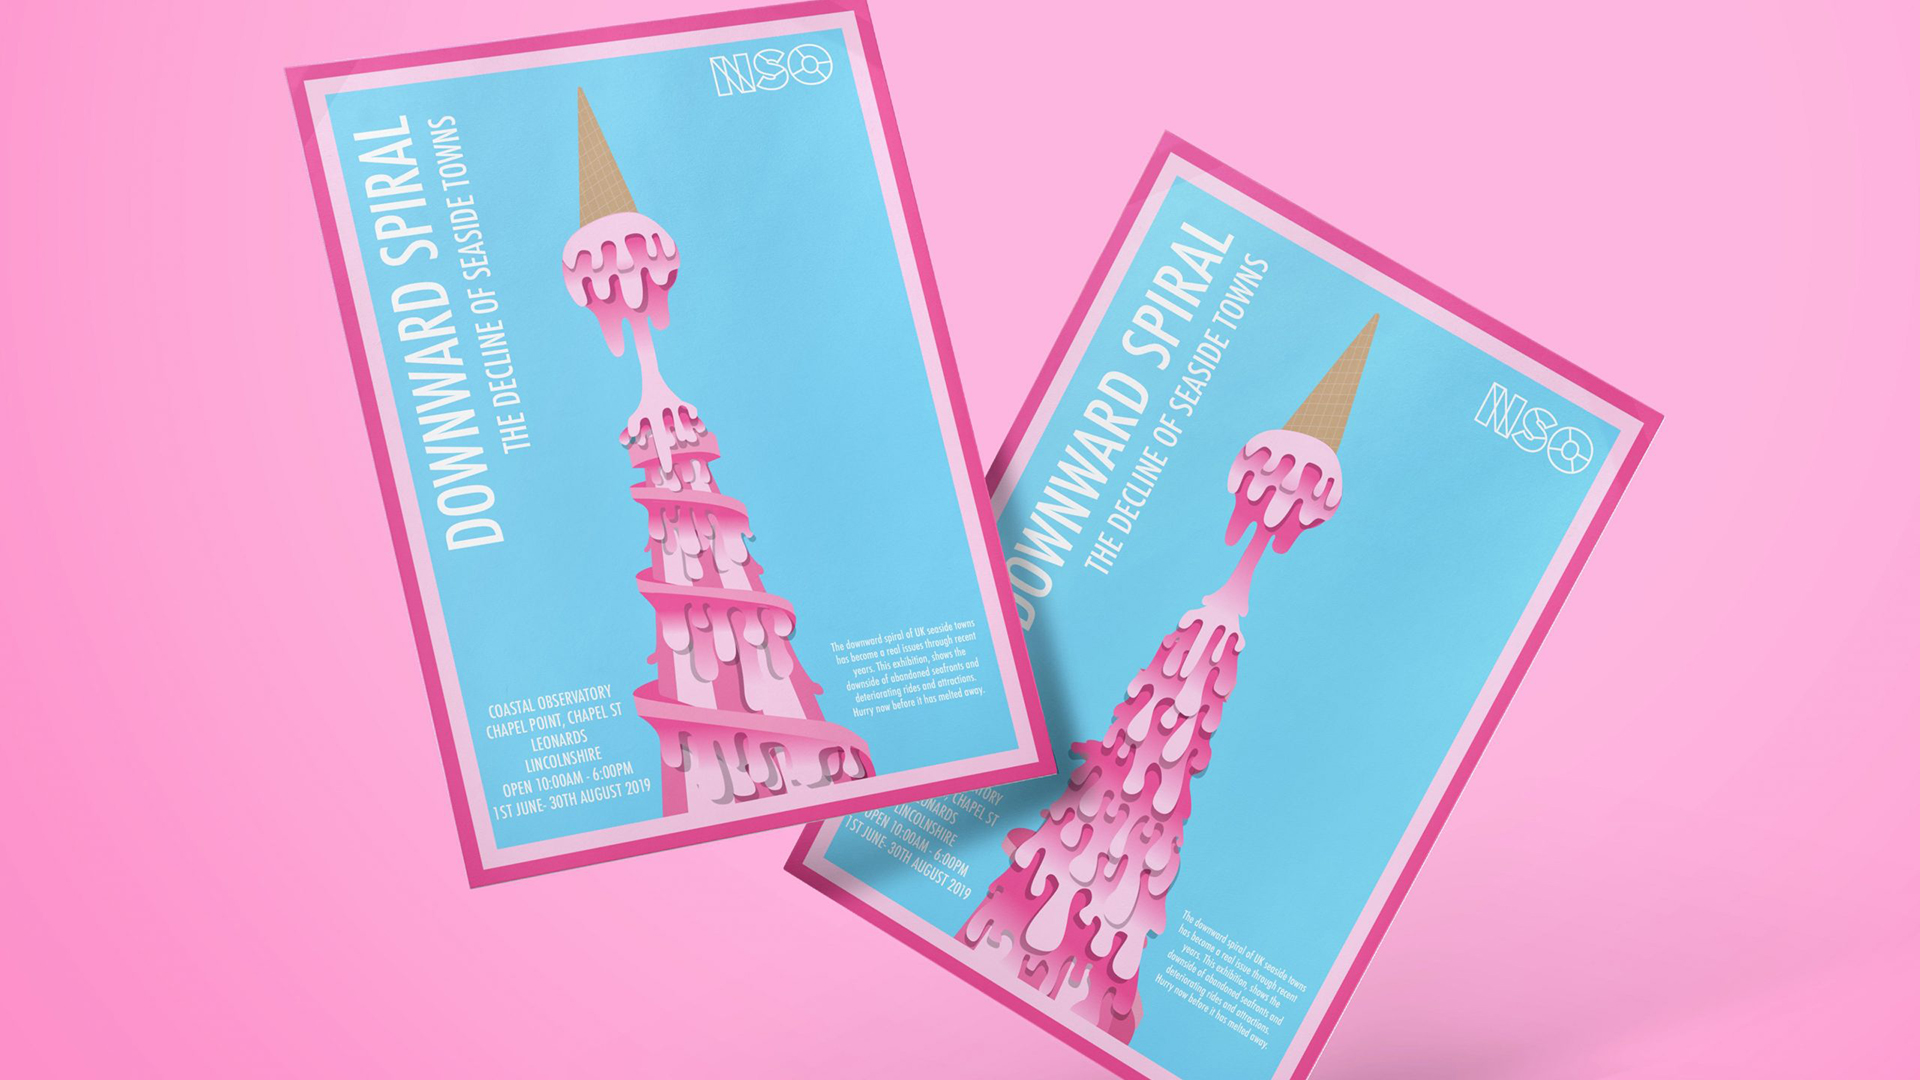 NSO
DOWNWARD SPIRAL
THE DECLINE OF SEASIDE TOWNS
The downward spiral of UK seaside towns
has become a real issues through recent
years. This exhibition, shows the
downside of abandoned seafronts and
deteriorating rides and attractions.
Hurry now before it has melted away.
COASTAL OBSERVATORY
CHAPEL POINT, CHAPEL ST
LEONARDS
LINCOLNSHIRE
OPEN 10:00AM - 6:00PM
1ST JUNE- 30TH AUGUST 2019
DOWNWARD SPIRAL
THE DECLINE OF SEASIDE TOWNS
NSO
CHAPEL ST
LEONARDS
LINCOLNSHIRE
OPEN 10:00AM - 6:00PM
1ST JUNE- 30TH AUGUST 2019
The downward spiral of UK seaside towns
has become a real issue through recent
years. This exhibition, shows the
downside of abandoned seafronts and
deteriorating rides and attractions.
Hurry now before it has melted away.